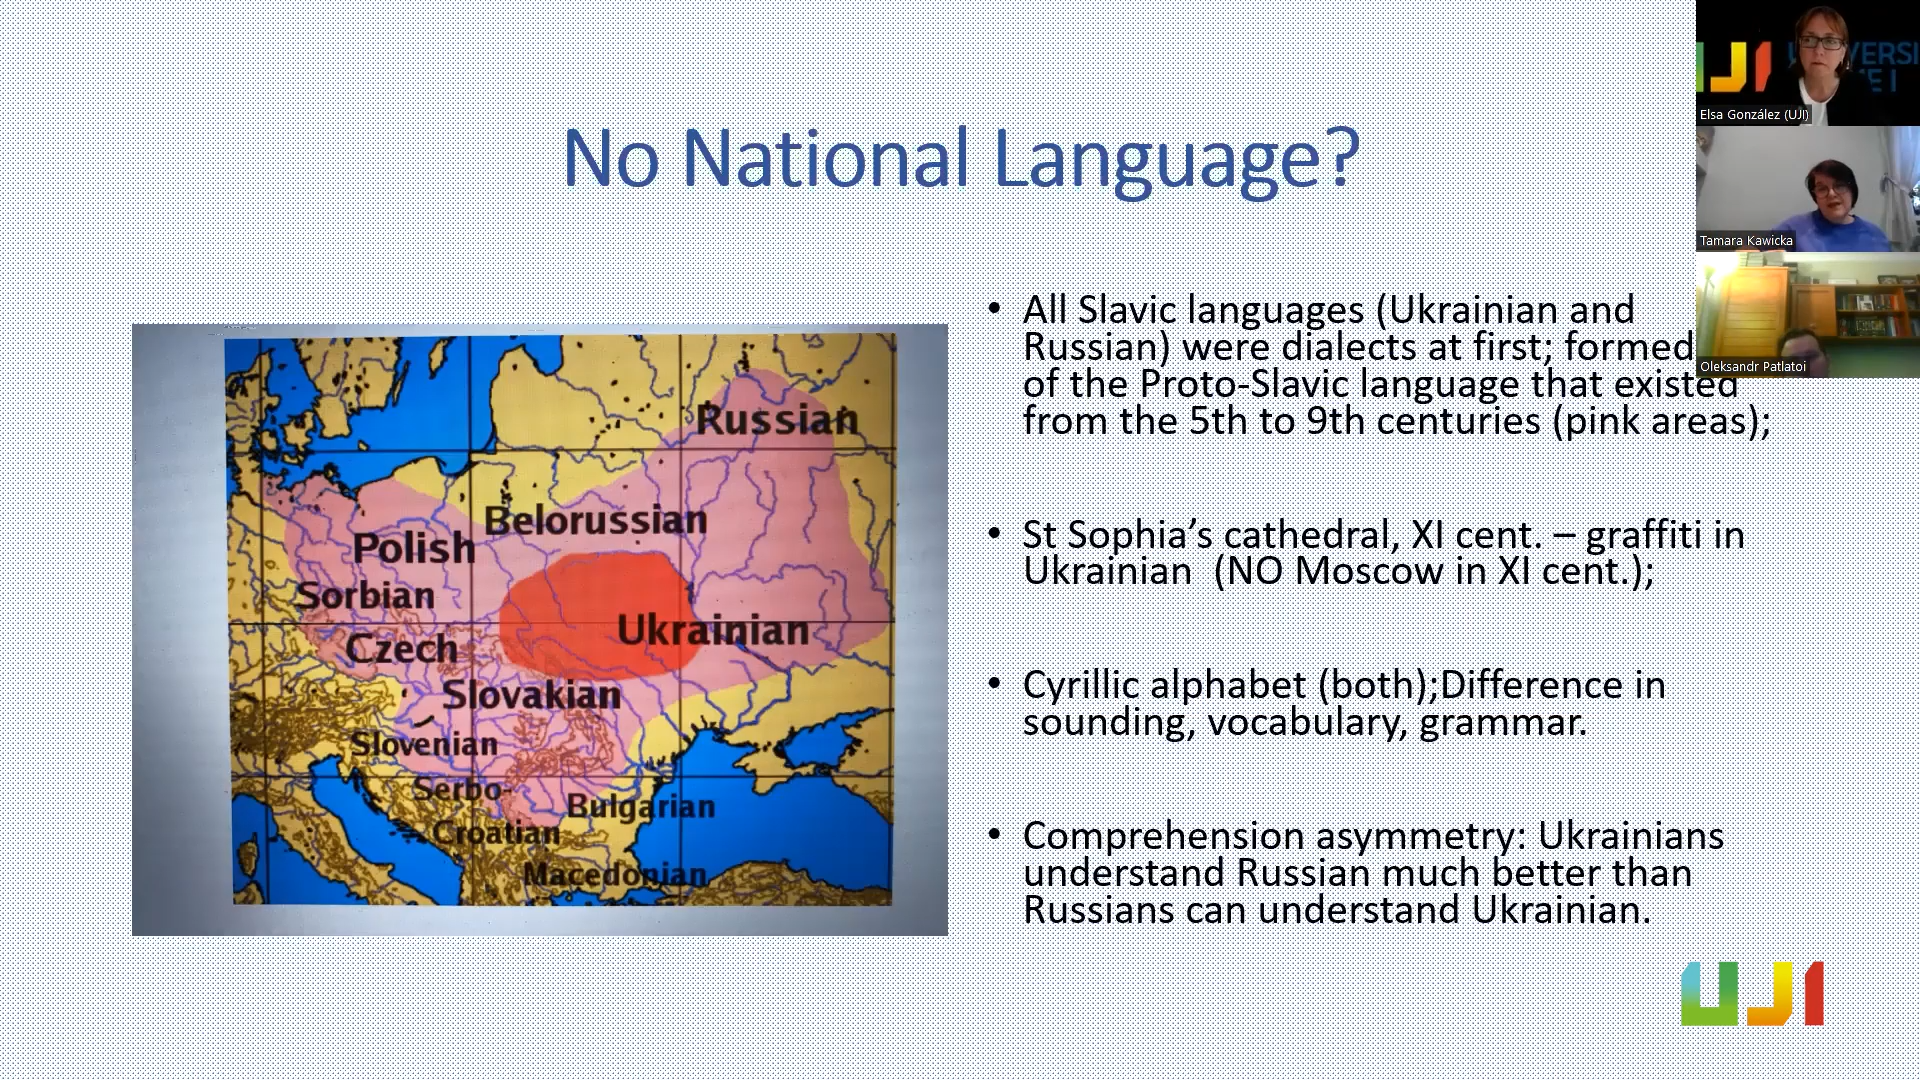 No National Language?
• All Slavic languages (Ukrainian and
Russian) were dialects at first; formed
of the Proto-Slavic language that existed
from the 5th to 9th centuries (pink areas);
• St Sophia’s cathedral, XI cent. – graffiti in
Ukrainian (NO Moscow in XI cent.);
• Cyrillic alphabet (both);Difference in
sounding, vocabulary, grammar.
• Comprehension asymmetry: Ukrainians
understand Russian much better than
Russians can understand Ukrainian.
Russian
Belorussian
Polish
Sorbian
Ukrainian
Czech
Slovakian
Slovenian
Serbo-
Croatian
Bulgarian
Macedonian
UJI
Elsa González (UJI)
Tamara Kawicka
Oleksandr Patlatoi
UJI